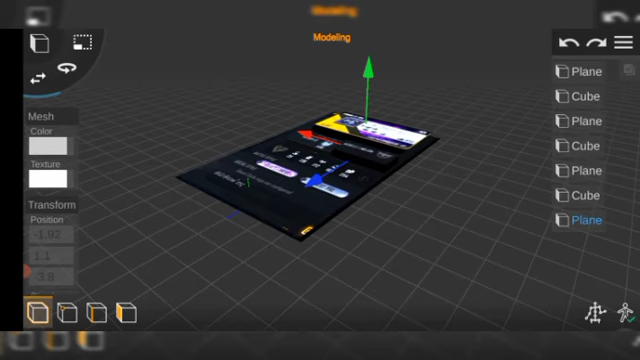 Modeling
Modeling
Mesh
Color
Texture
Transform
Position
-1.92
1.1
-3.8
Plane
Cube
Plane
Cube
Plane
Cube
Plane